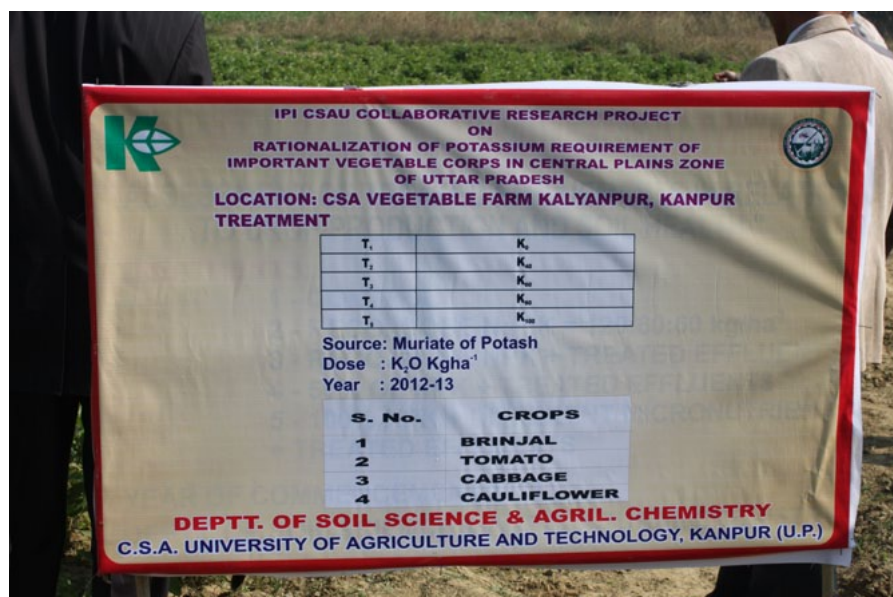 IPI CSAU COLLABORATIVE RESEARCH PROJECT
ON
RATIONALIZATION OF POTASSIUM REQUIREMENT OF
IMPORTANT VEGETABLE CORPS IN CENTRAL PLAINS ZONE
OF UTTAR PRADESH
LOCATION: CSA VEGETABLE FARM KALYANPUR, KANPUR
TREATMENT
T₁ K₀
T₂ K₄₀
T₃ K₆₀
T₄ K₈₀
T₅ K₁₀₀
Source: Muriate of Potash
Dose : K₂O Kgha⁻¹
Year : 2012-13
S. No. CROPS
1 BRINJAL
2 TOMATO
3 CABBAGE
4 CAULIFLOWER
DEPTT. OF SOIL SCIENCE & AGRIL. CHEMISTRY
C.S.A. UNIVERSITY OF AGRICULTURE AND TECHNOLOGY, KANPUR (U.P.)